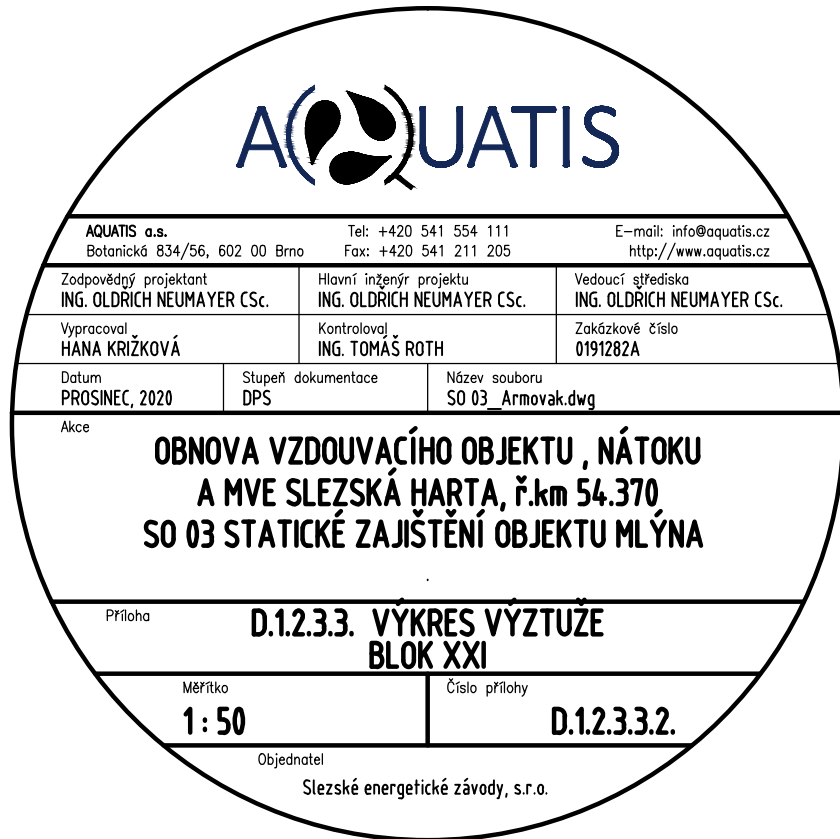 AQUATIS
AQUATIS a.s. Tel: +420 541 554 111 E-mail: info@aquatis.cz
Botanická 834/56, 602 00 Brno Fax: +420 541 211 205 http://www.aquatis.cz
Zodpovědný projektant Hlavní inženýr projektu Vedoucí střediska
ING. OLDŘICH NEUMAYER CSc. ING. OLDŘICH NEUMAYER CSc. ING. OLDŘICH NEUMAYER CSc.
Vypracoval Kontroloval Zakázkové číslo
HANA KRIŽKOVÁ ING. TOMÁŠ ROTH 0191282A
Datum Stupeň dokumentace Název souboru
PROSINEC, 2020 DPS SO 03_Armovak.dwg
Akce
OBNOVA VZDOUVACÍHO OBJEKTU , NÁTOKU
A MVE SLEZSKÁ HARTA, ř.km 54.370
SO 03 STATICKÉ ZAJIŠTĚNÍ OBJEKTU MLÝNA
Příloha D.1.2.3.3. VÝKRES VÝZTUŽE
BLOK XXI
Měřítko Číslo přílohy
1 : 50 D.1.2.3.3.2.
Objednatel
Slezské energetické závody, s.r.o.